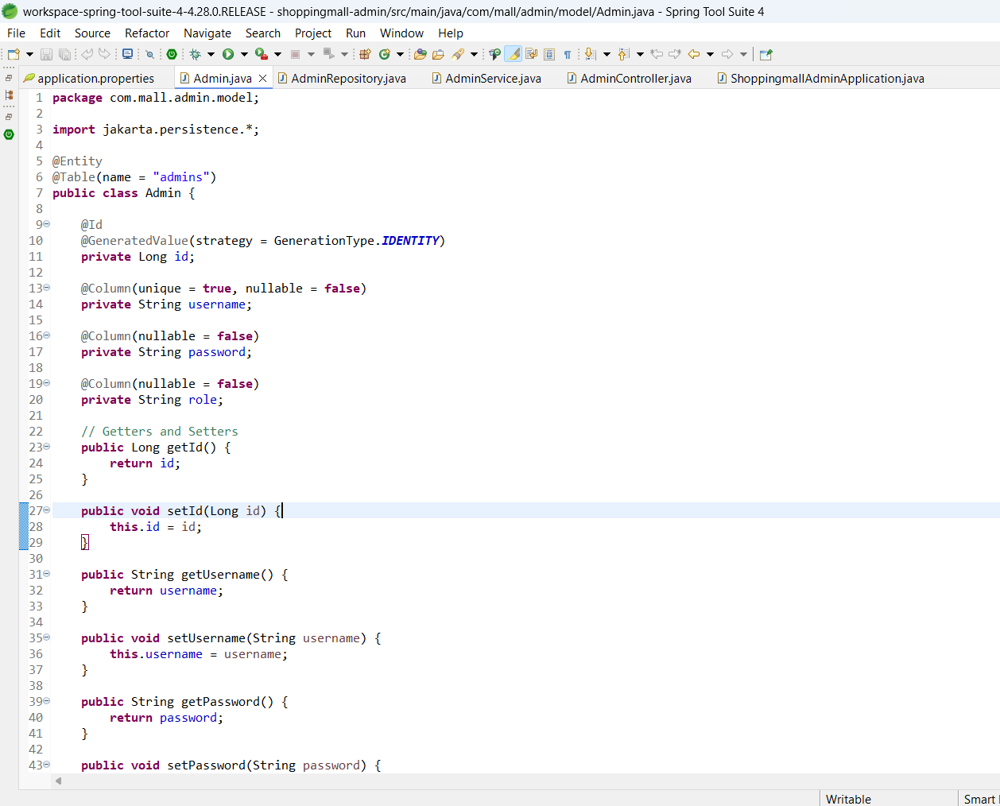 workspace-spring-tool-suite-4-4.28.0.RELEASE - shoppingmall-admin/src/main/java/com/mall/admin/model/Admin.java - Spring Tool Suite 4
File Edit Source Refactor Navigate Search Project Run Window Help
application.properties Admin.java AdminRepository.java AdminService.java AdminController.java ShoppingmallAdminApplication.java
1 package com.mall.admin.model;
2
3 import jakarta.persistence.*;
4
5 @Entity
6 @Table(name = "admins")
7 public class Admin {
8
9 @Id
10 @GeneratedValue(strategy = GenerationType.IDENTITY)
11 private Long id;
12
13 @Column(unique = true, nullable = false)
14 private String username;
15
16 @Column(nullable = false)
17 private String password;
18
19 @Column(nullable = false)
20 private String role;
21
22 // Getters and Setters
23 public Long getId() {
24 return id;
25 }
26
27 public void setId(Long id) {
28 this.id = id;
29 }
30
31 public String getUsername() {
32 return username;
33 }
34
35 public void setUsername(String username) {
36 this.username = username;
37 }
38
39 public String getPassword() {
40 return password;
41 }
42
43 public void setPassword(String password) {
Writable Smart